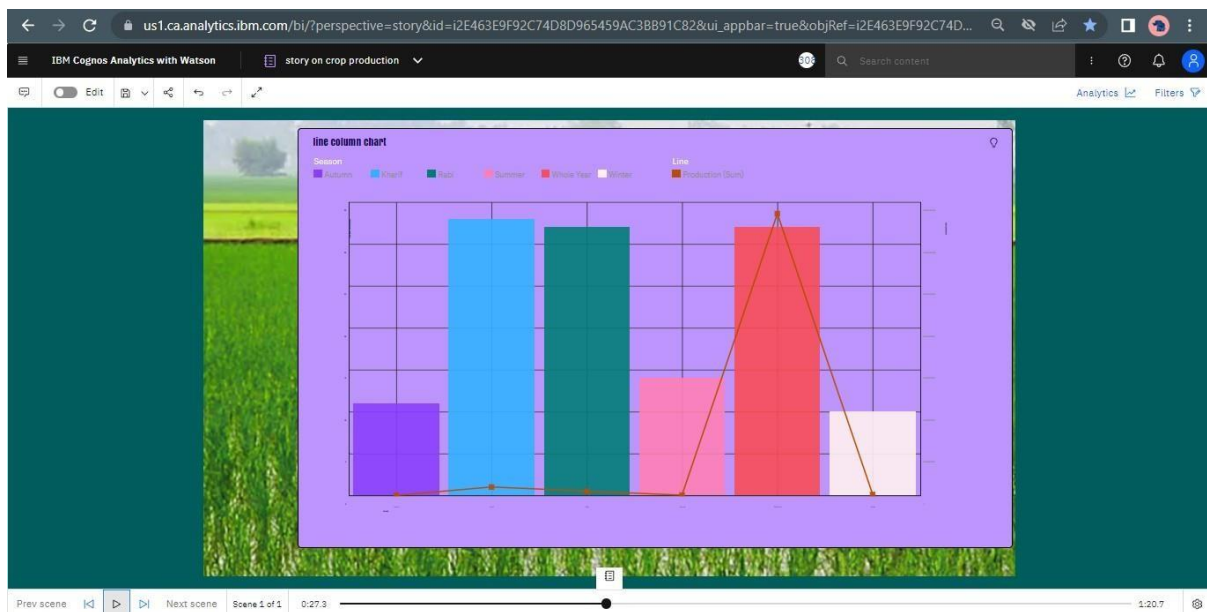 us1.ca.analytics.ibm.com/bi/?perspective=story&id=i2E463E9F92C74D8D965459AC3BB91C82&ui_appbar=true&objRef=i2E463E9F92C74D...
IBM Cognos Analytics with Watson story on crop production Search content
Edit Analytics Filters
line column chart
Season Line
Autumn Kharif Rabi Summer Whole Year Winter Production (Sum)
Prev scene Next scene Scene 1 of 1 0:27.3 1:20.7